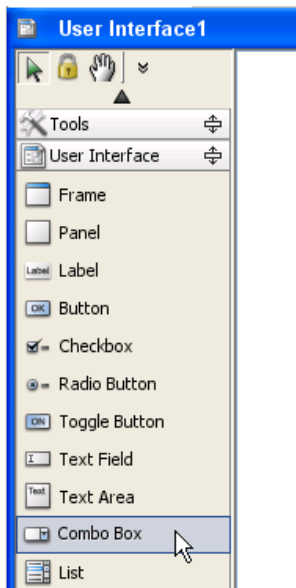 User Interface1
Tools
User Interface
Frame
Panel
Label Label
OK Button
Checkbox
Radio Button
ON Toggle Button
Text Field
Text Text Area
Combo Box
List